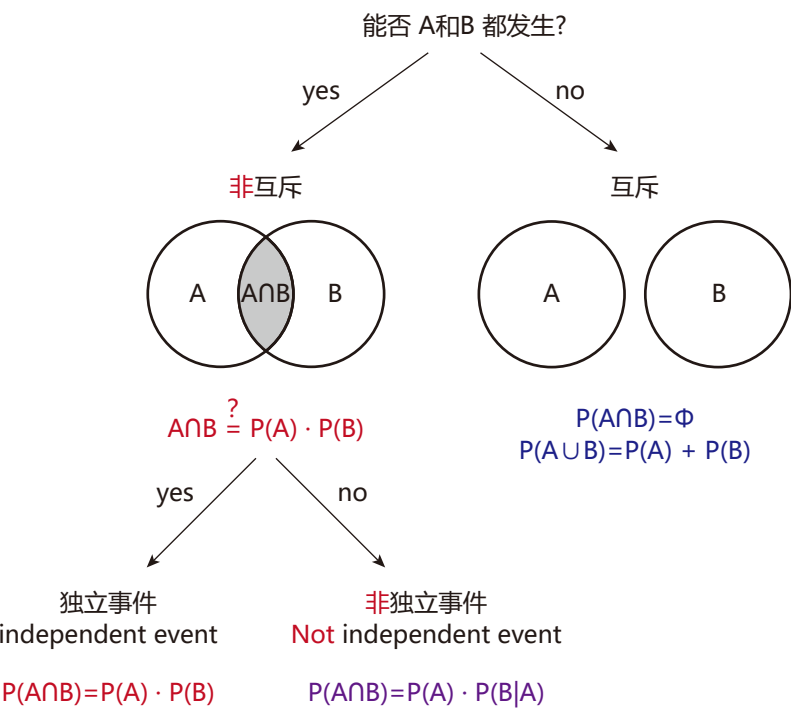 能否 A和B 都发生?
yes
no
非互斥
互斥
A
A∩B
B
A
B
A∩B ?= P(A) · P(B)
P(A∩B)=Φ
P(A∪B)=P(A) + P(B)
yes
no
独立事件
independent event
非独立事件
Not independent event
P(A∩B)=P(A) · P(B)
P(A∩B)=P(A) · P(B|A)